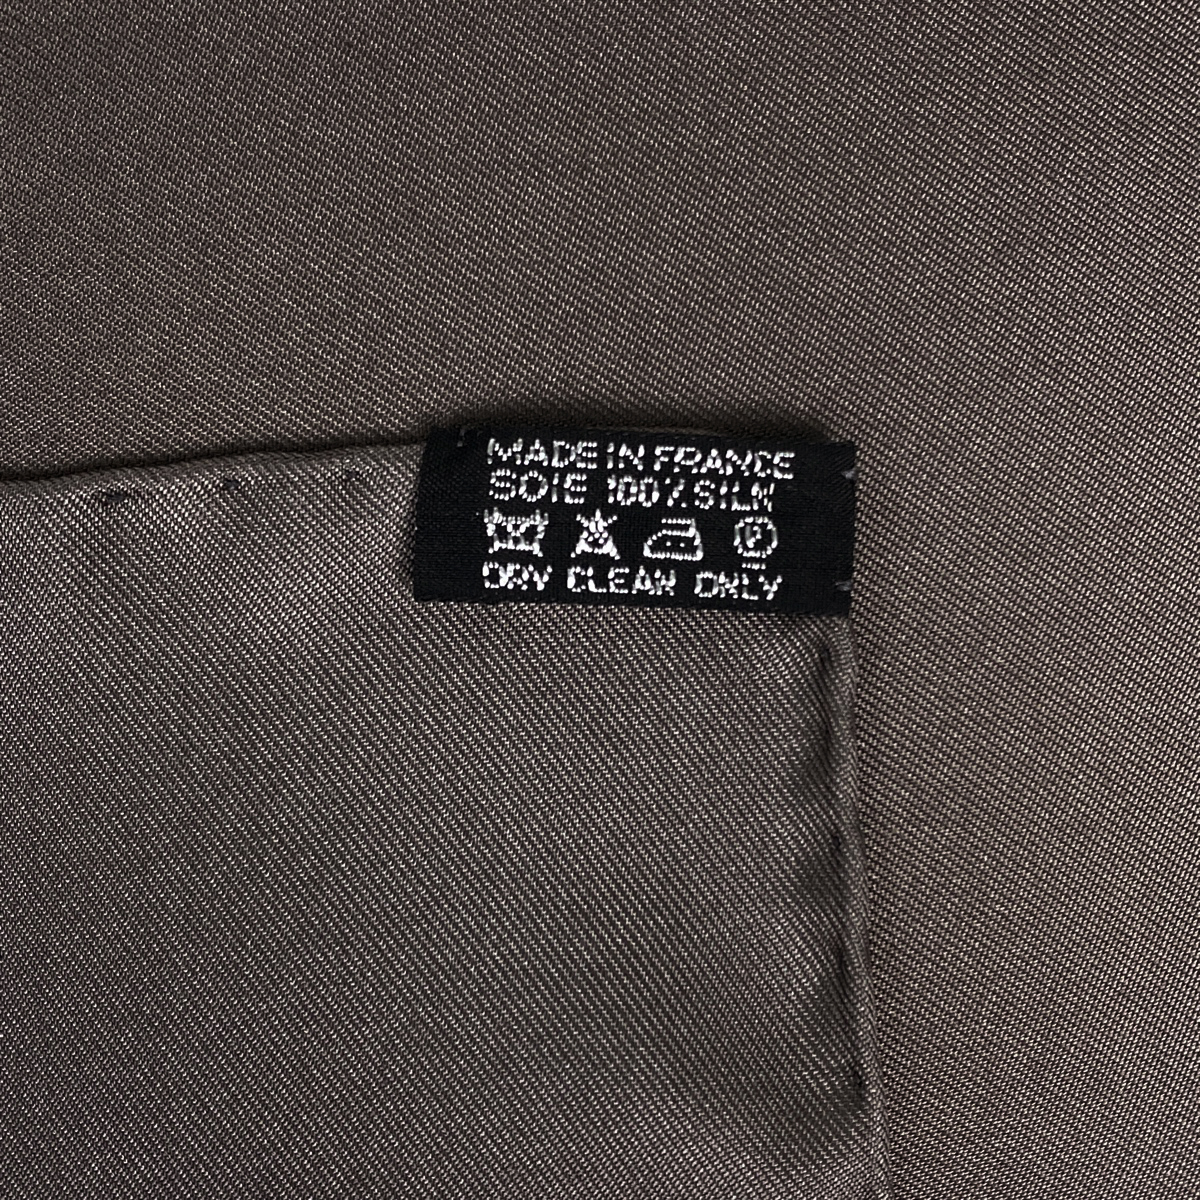 MADE IN FRANCE
SOIE 100% SILK
P
DRY CLEAN ONLY